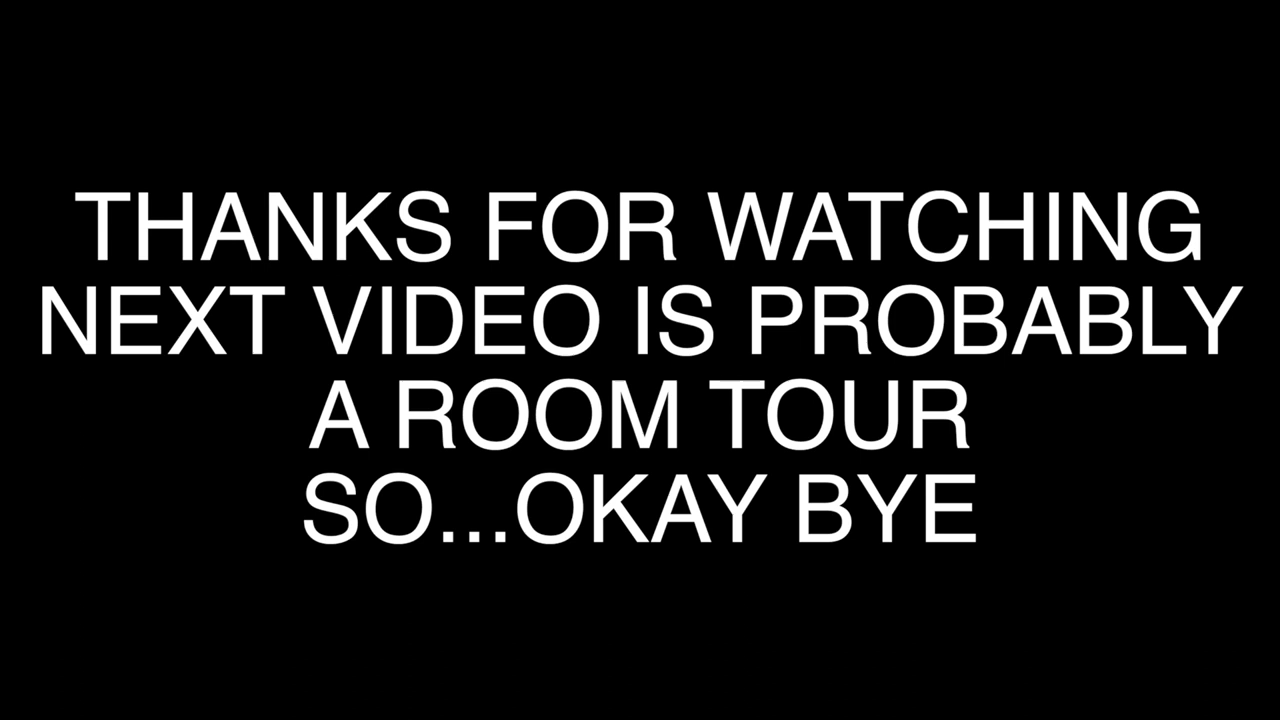 THANKS FOR WATCHING
NEXT VIDEO IS PROBABLY
A ROOM TOUR
SO...OKAY BYE